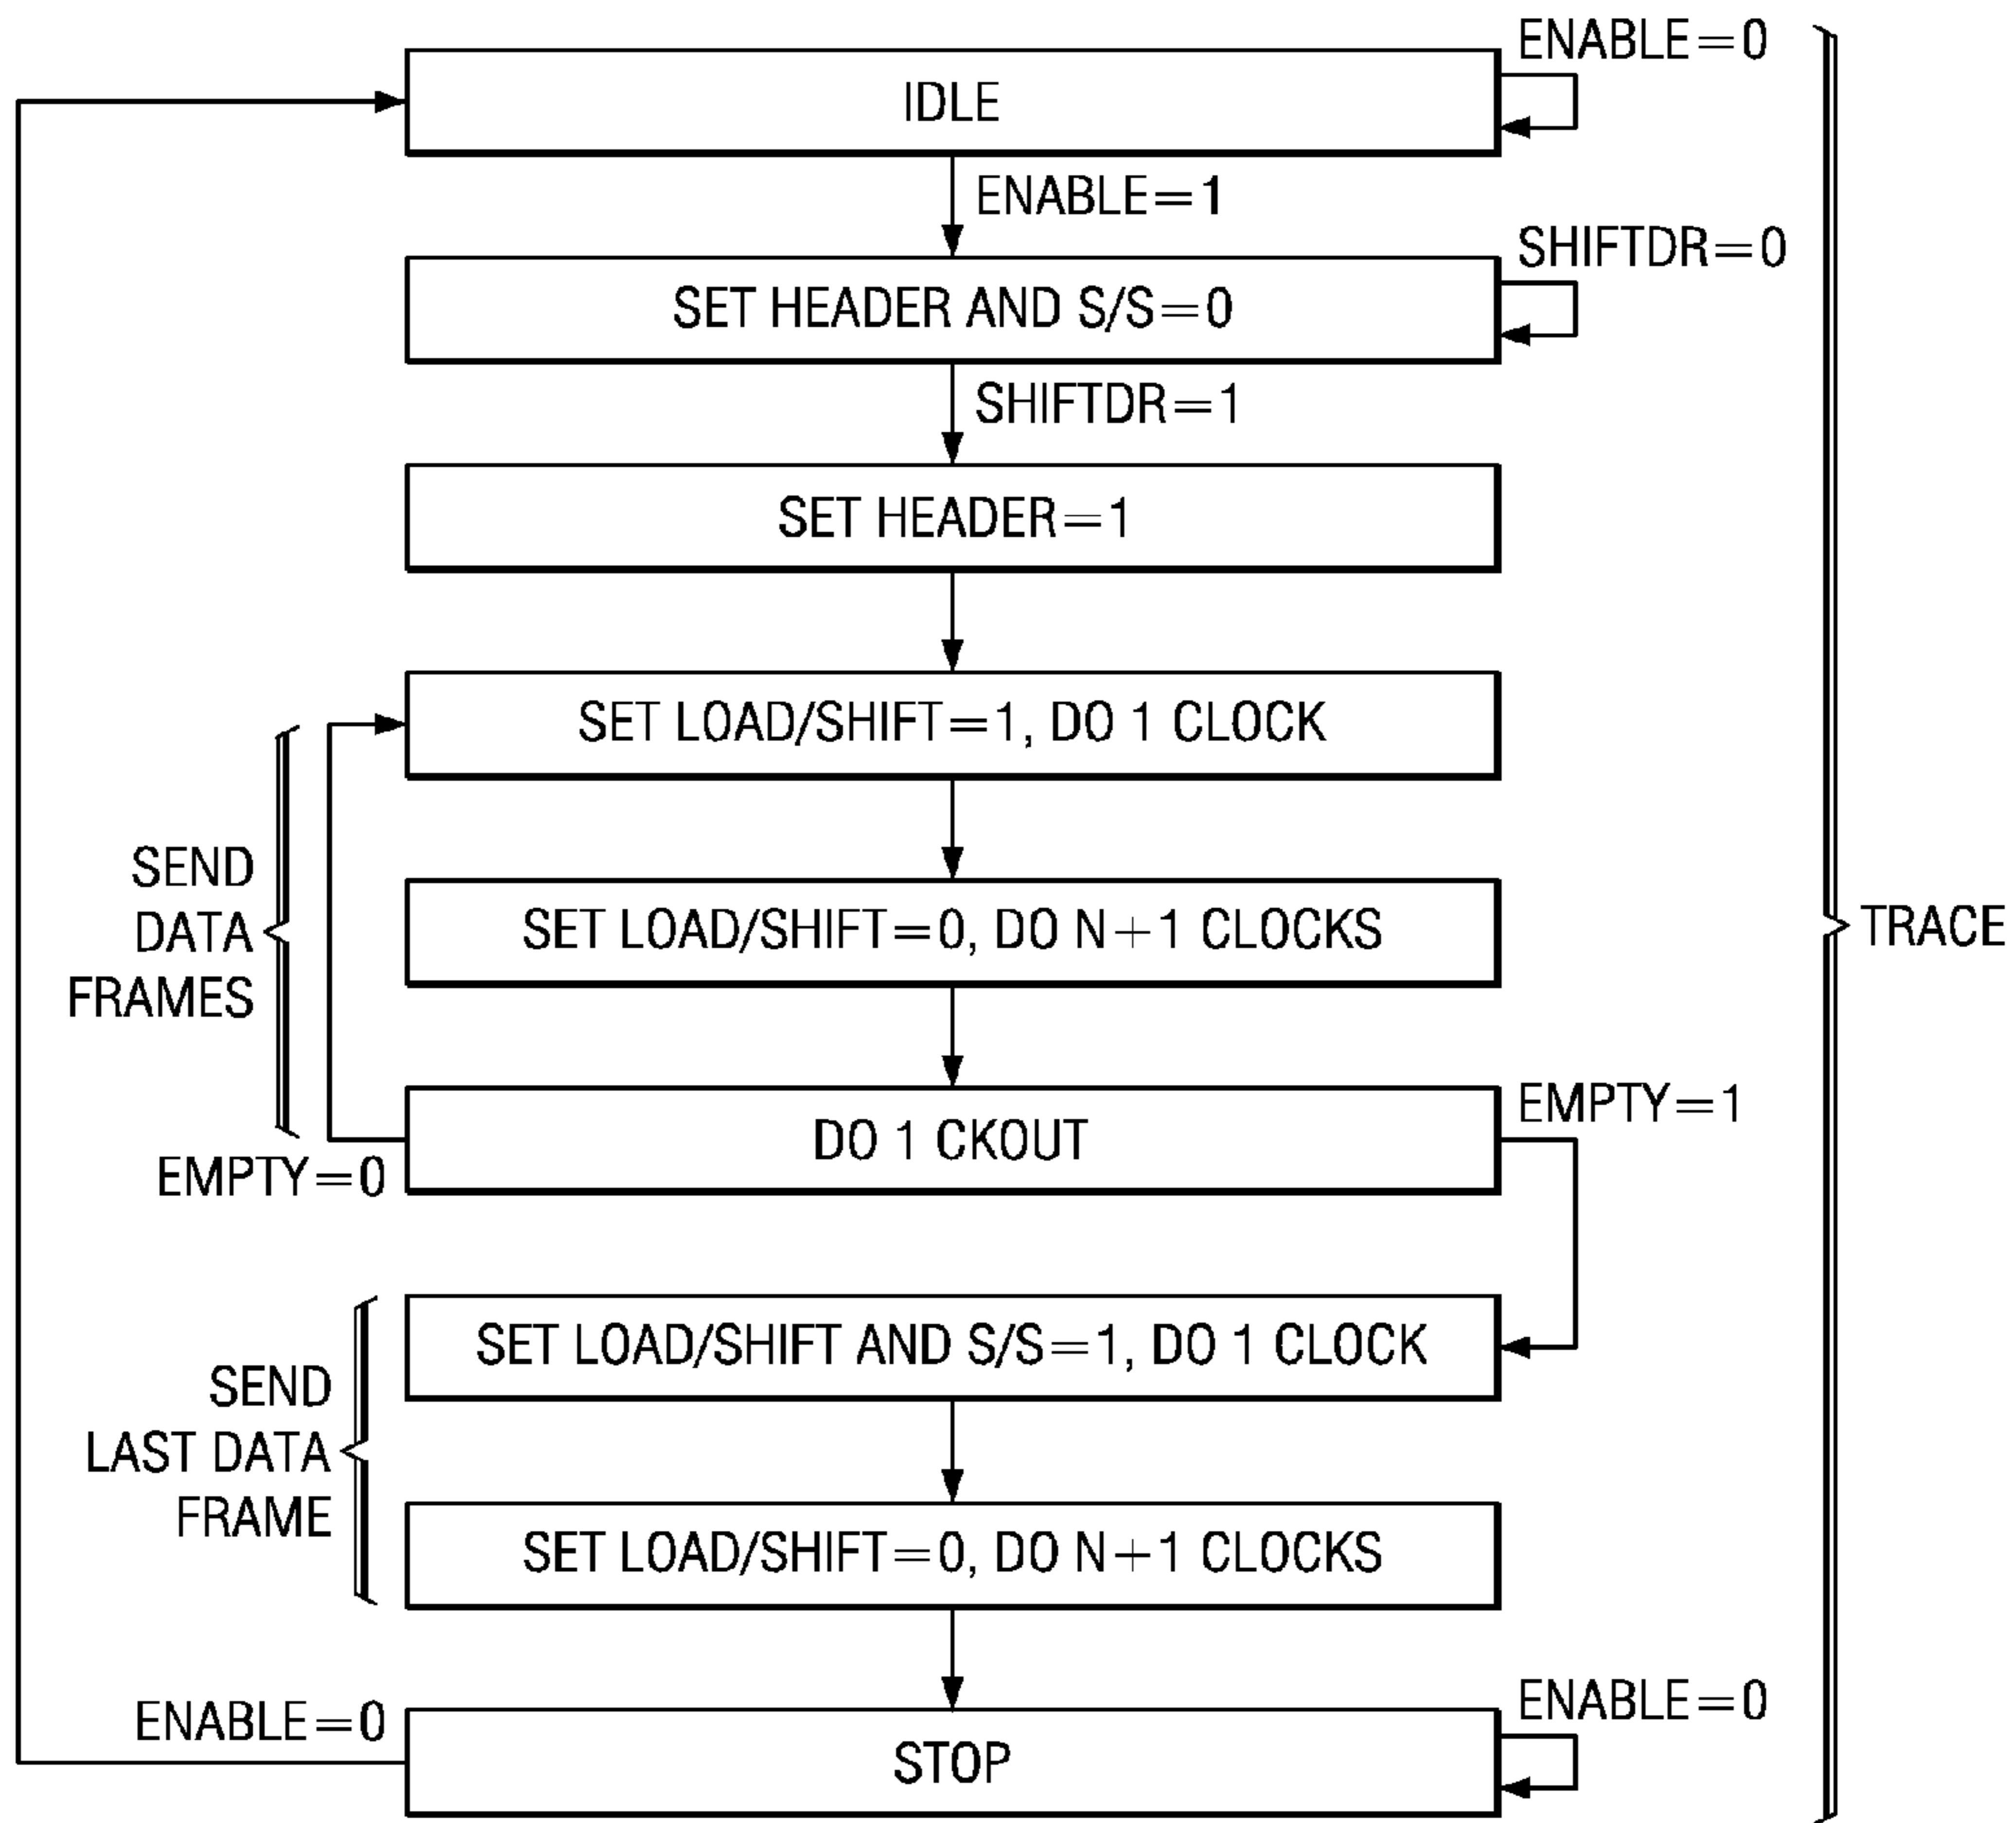 ENABLE=0
IDLE
ENABLE=1
SHIFTDR=0
SET HEADER AND S/S=0
SHIFTDR=1
SET HEADER=1
SET LOAD/SHIFT=1, DO 1 CLOCK
SEND
DATA
FRAMES
SET LOAD/SHIFT=0, DO N+1 CLOCKS
TRACE
EMPTY=1
DO 1 CKOUT
EMPTY=0
SET LOAD/SHIFT AND S/S=1, DO 1 CLOCK
SEND
LAST DATA
FRAME
SET LOAD/SHIFT=0, DO N+1 CLOCKS
ENABLE=0
ENABLE=0
STOP